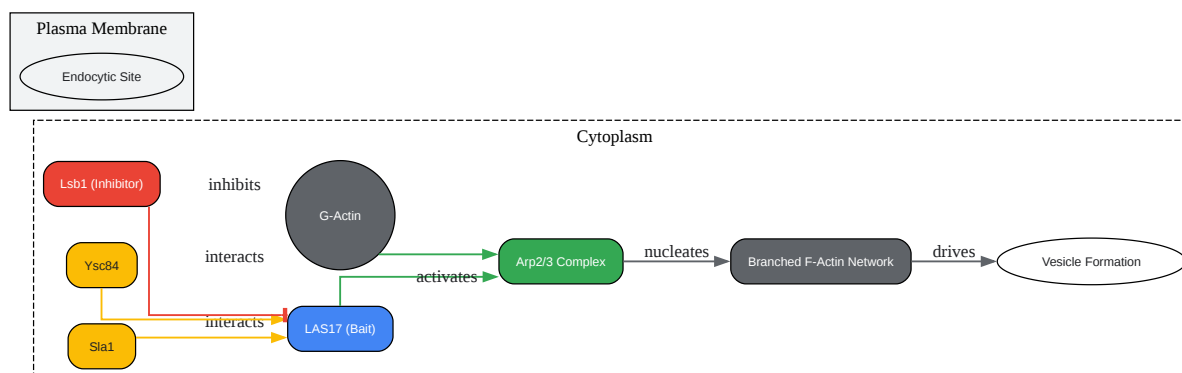 Plasma Membrane
Endocytic Site
Cytoplasm
Lsb1 (Inhibitor)
inhibits
G-Actin
Ysc84
interacts
activates
Arp2/3 Complex
nucleates
Branched F-Actin Network
drives
Vesicle Formation
Sla1
interacts
LAS17 (Bait)